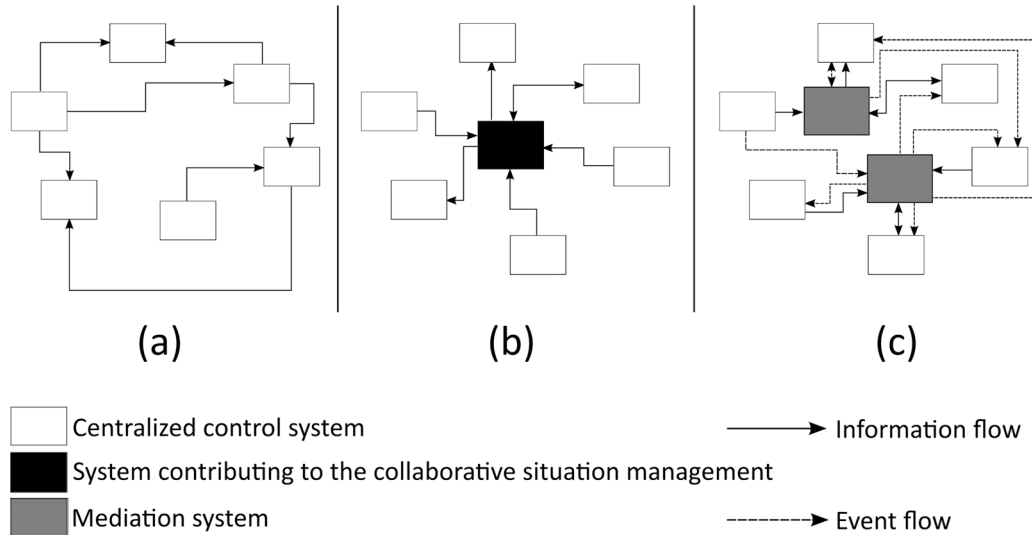 (a)
(b)
(c)
Centralized control system
Information flow
System contributing to the collaborative situation management
Mediation system
Event flow